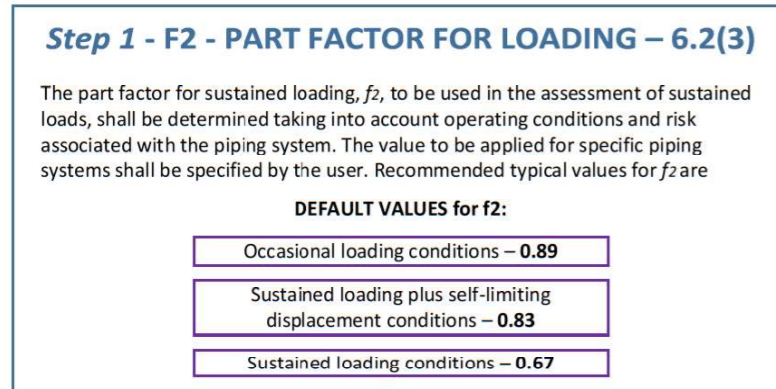 Step 1 - F2 - PART FACTOR FOR LOADING – 6.2(3)
The part factor for sustained loading, f2, to be used in the assessment of sustained
loads, shall be determined taking into account operating conditions and risk
associated with the piping system. The value to be applied for specific piping
systems shall be specified by the user. Recommended typical values for f2 are
DEFAULT VALUES for f2:
Occasional loading conditions – 0.89
Sustained loading plus self-limiting
displacement conditions – 0.83
Sustained loading conditions – 0.67